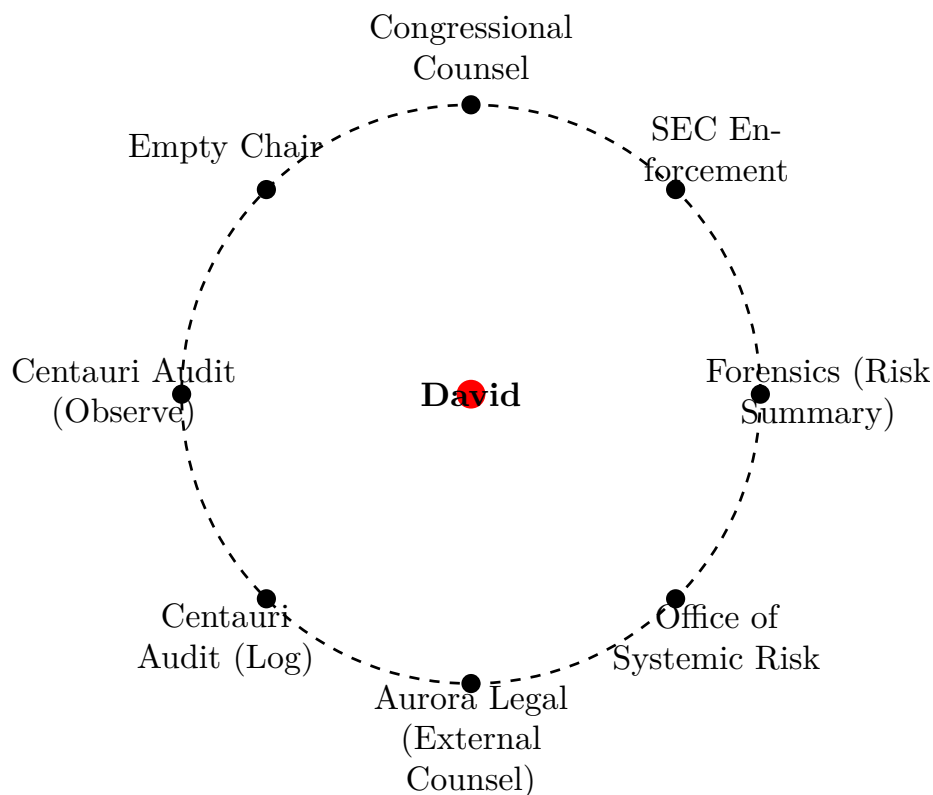 Congressional
Counsel
SEC En-
forcement
Empty Chair
Centauri Audit
(Observe)
David
Forensics (Risk
Summary)
Centauri
Audit (Log)
Office of
Systemic Risk
Aurora Legal
(External
Counsel)